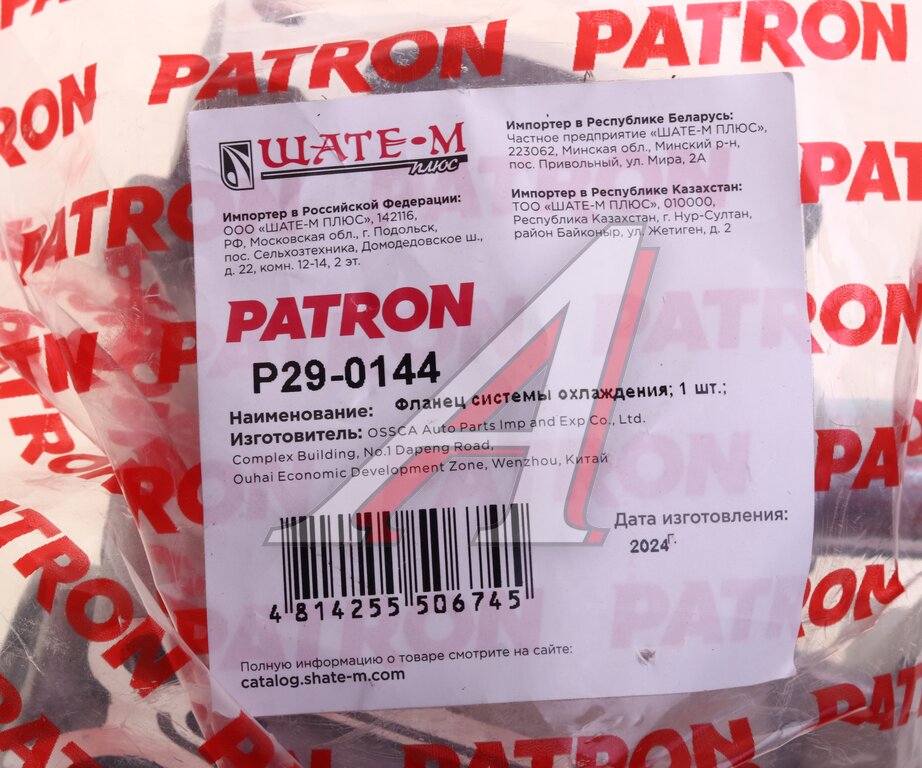 PATRON
PATRON
PATRON
ШАТЕ-М
плюс
Импортер в Российской Федерации:
ООО «ШАТЕ-М ПЛЮС», 142116,
РФ, Московская обл., г. Подольск,
пос. Сельхозтехника, Домодедовское ш.,
д. 22, комн. 12-14, 2 эт.
Импортер в Республике Беларусь:
Частное предприятие «ШАТЕ-М ПЛЮС»,
223062, Минская обл., Минский р-н,
пос. Привольный, ул. Мира, 2А
Импортер в Республике Казахстан:
ТОО «ШАТЕ-М ПЛЮС», 010000,
Республика Казахстан, г. Нур-Султан,
район Байконыр, ул. Жетиген, д. 2
PATRON
P29-0144
Наименование: Фланец системы охлаждения; 1 шт.;
Изготовитель: OSSCA Auto Parts Imp and Exp Co., Ltd.
Complex Building, No.1 Dapeng Road,
Ouhai Economic Development Zone, Wenzhou, Китай
Дата изготовления:
2024г.
4 814255 506745
Полную информацию о товаре смотрите на сайте:
catalog.shate-m.com
PATRON
PATRON